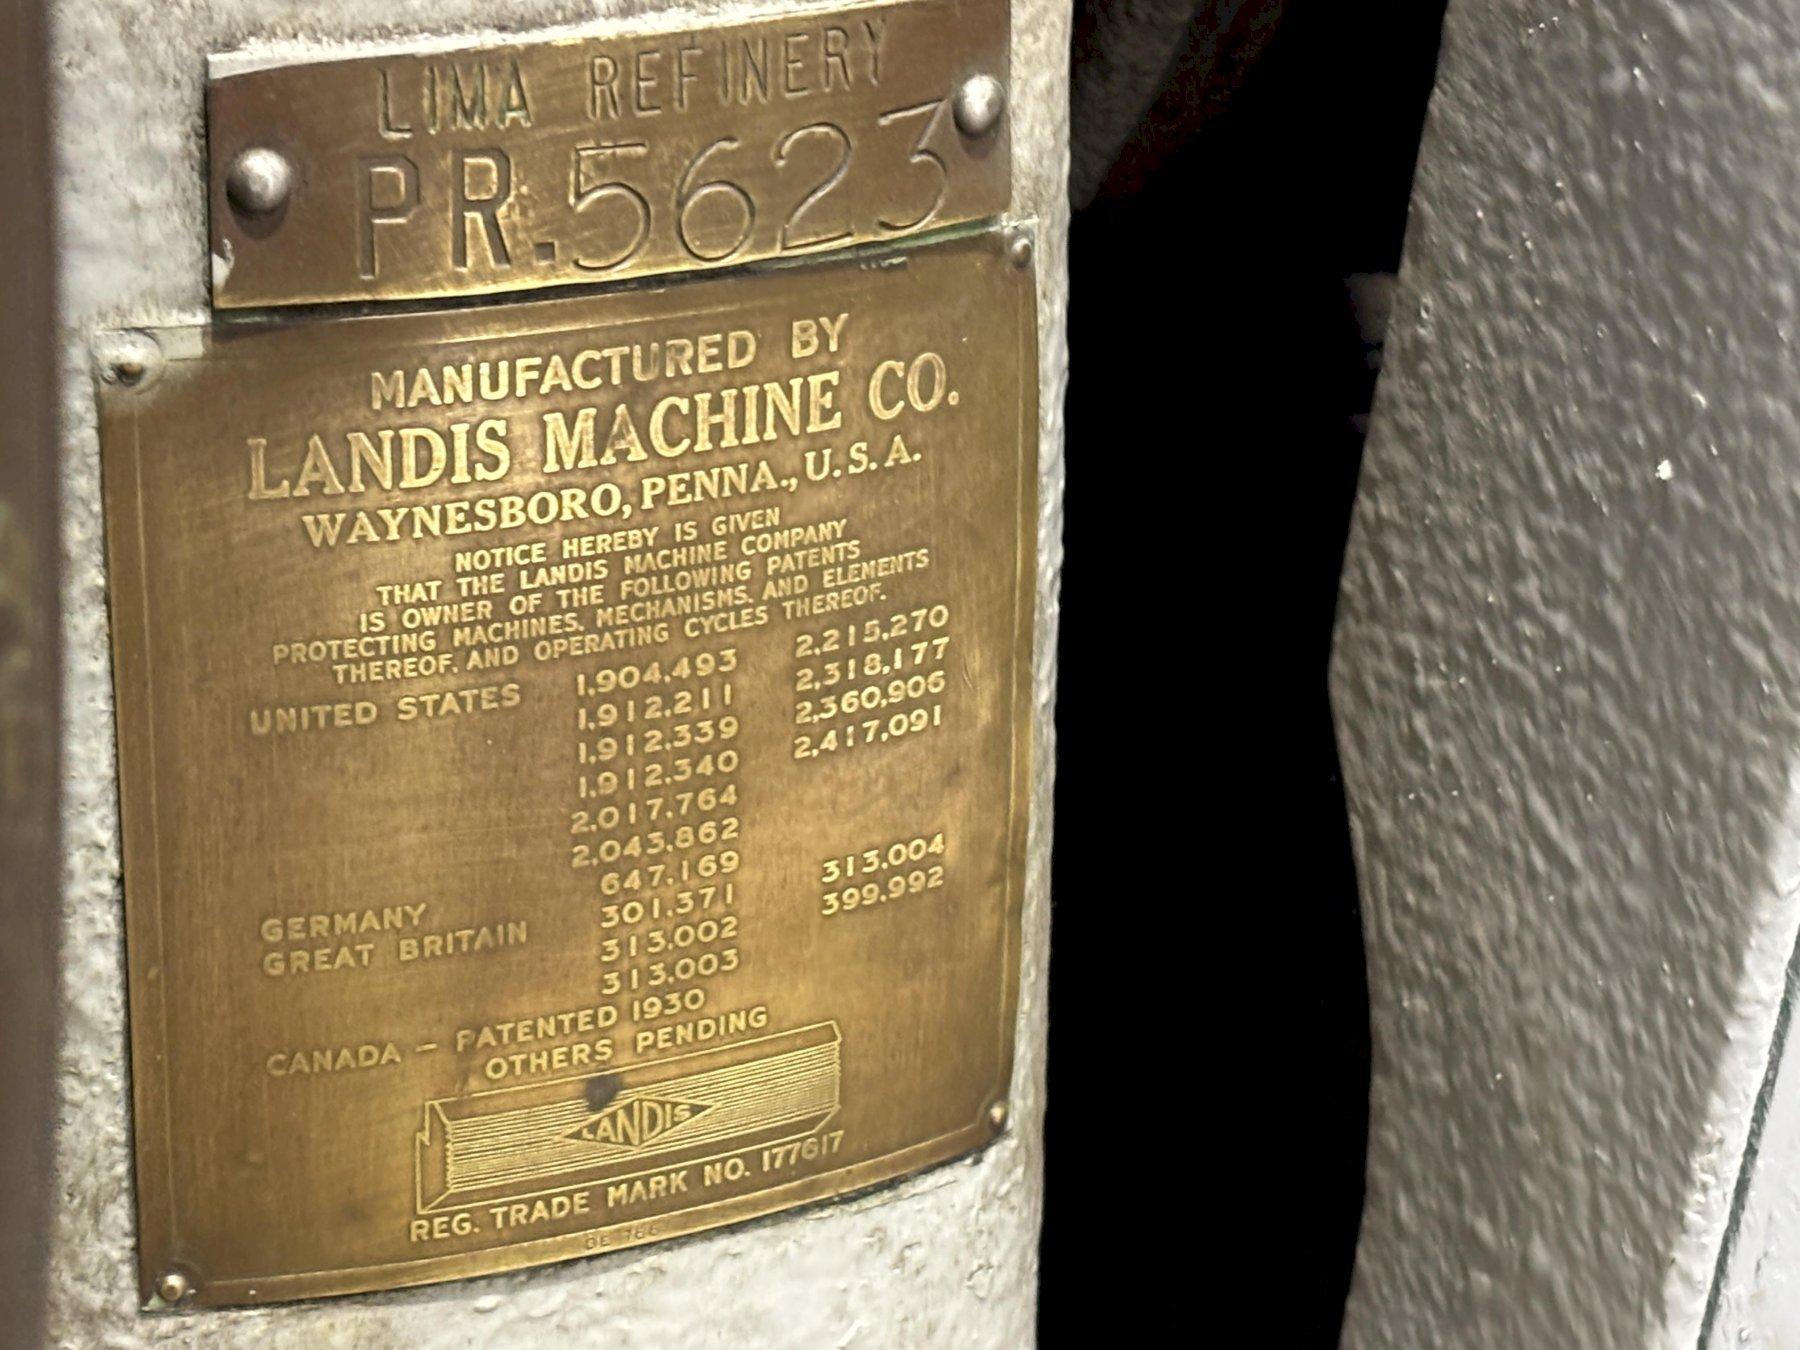 LIMA REFINERY
PR. 5623
MANUFACTURED BY
LANDIS MACHINE CO.
WAYNESBORO, PENNA., U.S.A.
NOTICE HEREBY IS GIVEN
THAT THE LANDIS MACHINE COMPANY
IS OWNER OF THE FOLLOWING PATENTS
PROTECTING MACHINES, MECHANISMS, AND ELEMENTS
THEREOF, AND OPERATING CYCLES THEREOF.
UNITED STATES 1,904,493 2,215,270
1,912,211 2,318,177
1,912,339 2,360,906
1,912,340 2,417,091
2,017,764
2,043,862
GERMANY 647,169
GREAT BRITAIN 301,371 313,004
313,002 399,992
313,003
CANADA - PATENTED 1930
OTHERS PENDING
LANDIS
REG. TRADE MARK NO. 177617